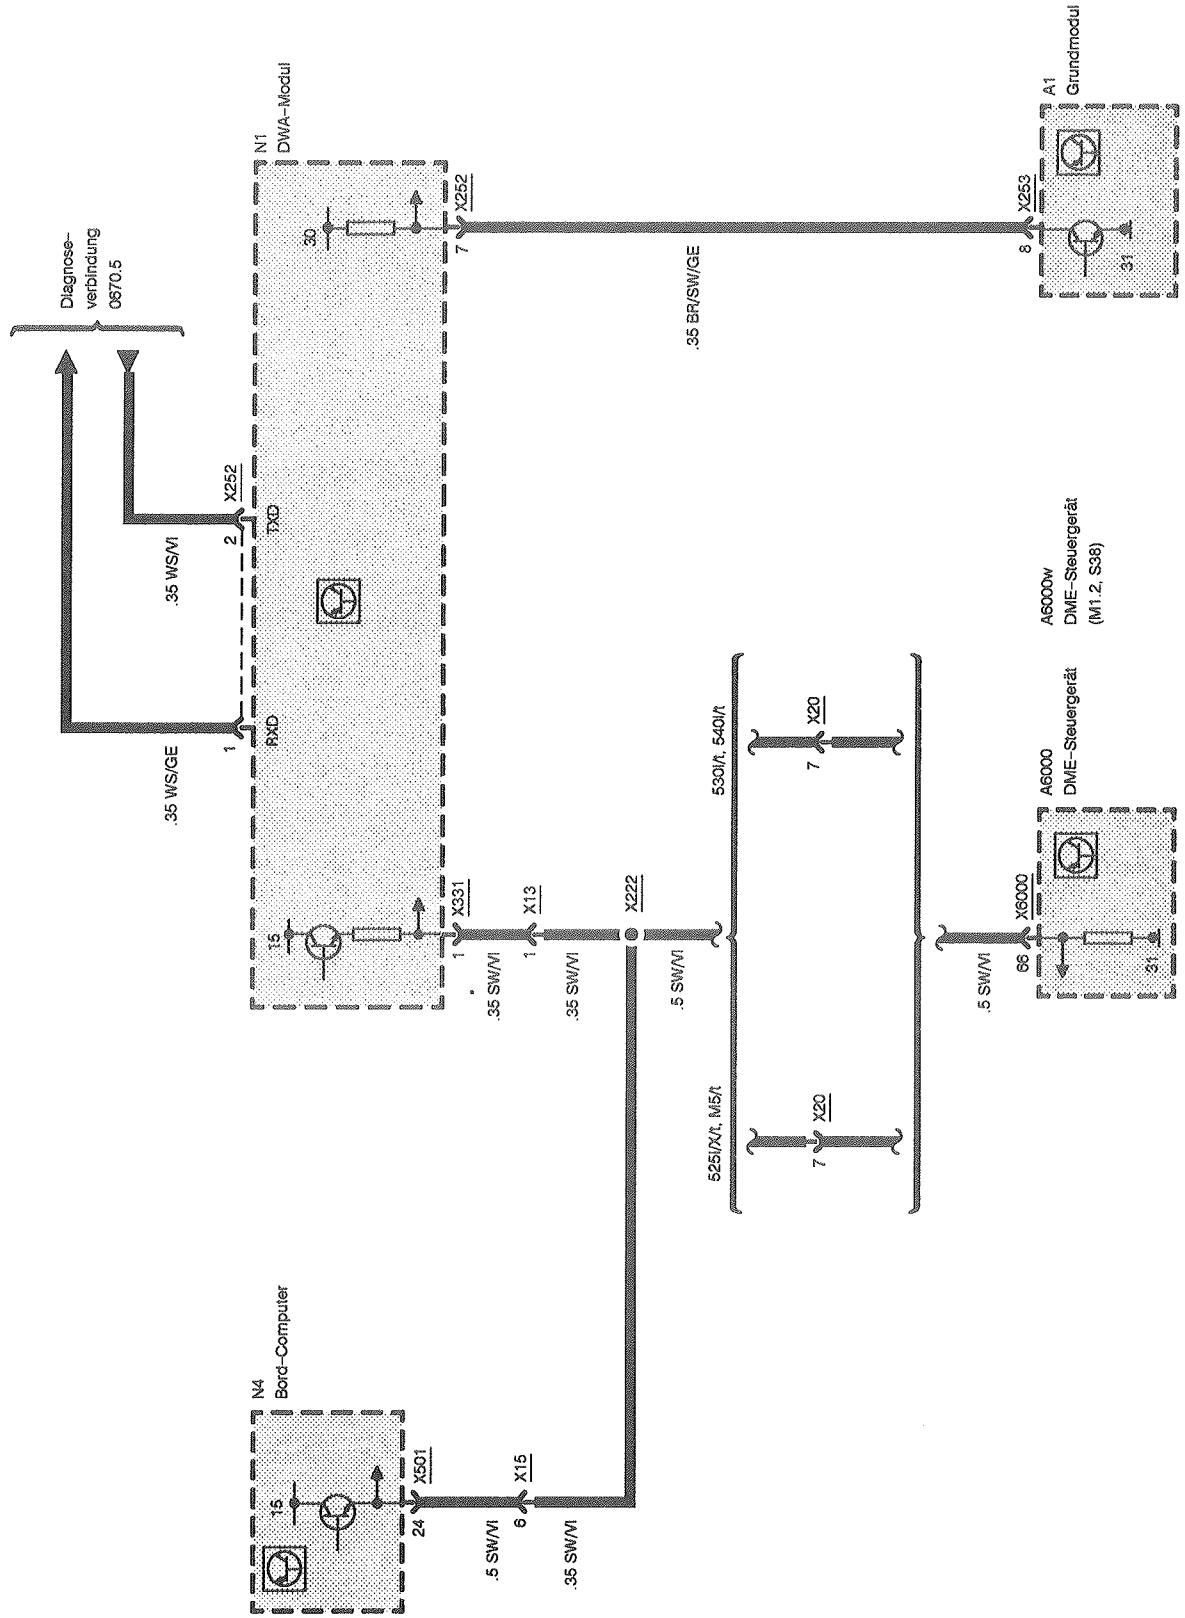 Diagnose-
verbindung
0670.5
.35 WS/GE
.35 WS/VI
1
2
X252
RXD
TXD
N4
Bord-Computer
N1
DWA-Modul
15
15
30
24
X501
1
X331
7
X252
.5 SW/VI
.35 SW/VI
6
X15
1
X13
.35 SW/VI
.35 SW/VI
X222
.5 SW/VI
.35 BR/SW/GE
525i/X/t, M5/t
530i/t, 540i/t
7
X20
7
X20
.5 SW/VI
66
X6000
8
X253
A6000
DME-Steuergerät
A6000w
DME-Steuergerät
(M1.2, S38)
A1
Grundmodul
31
31